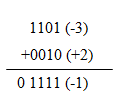 1101 (-3)
+0010 (+2)
0 1111 (-1)